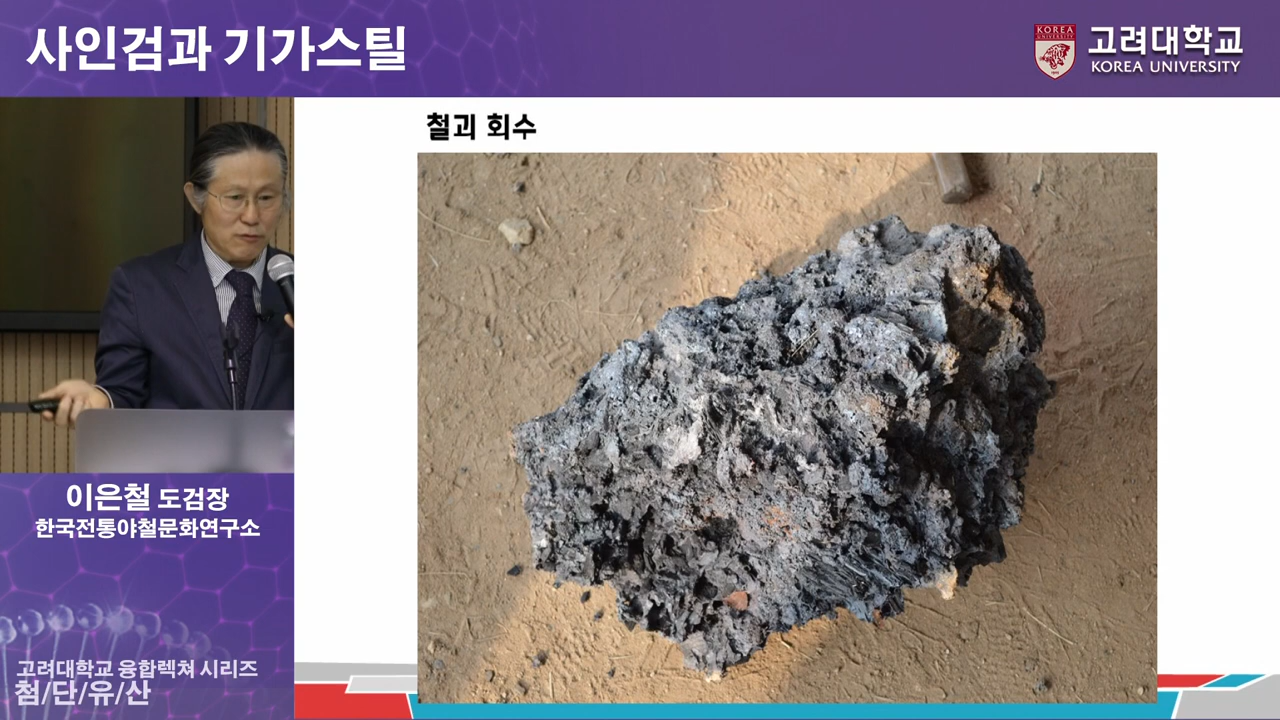 사인검과 기가스틸
KOREA
UNIVERSITY
고려대학교
KOREA UNIVERSITY
철괴 회수
이은철 도검장
한국전통야철문화연구소
고려대학교 융합렉쳐 시리즈
첨/단/유/산